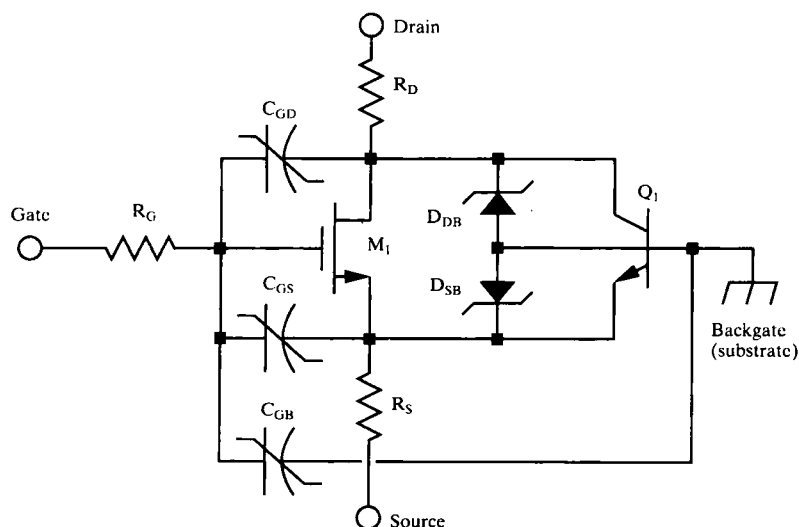 Drain
R_D
C_GD
Q_1
Gate
R_G
D_DB
M_1
C_GS
D_SB
Backgate
(substrate)
R_S
C_GB
Source